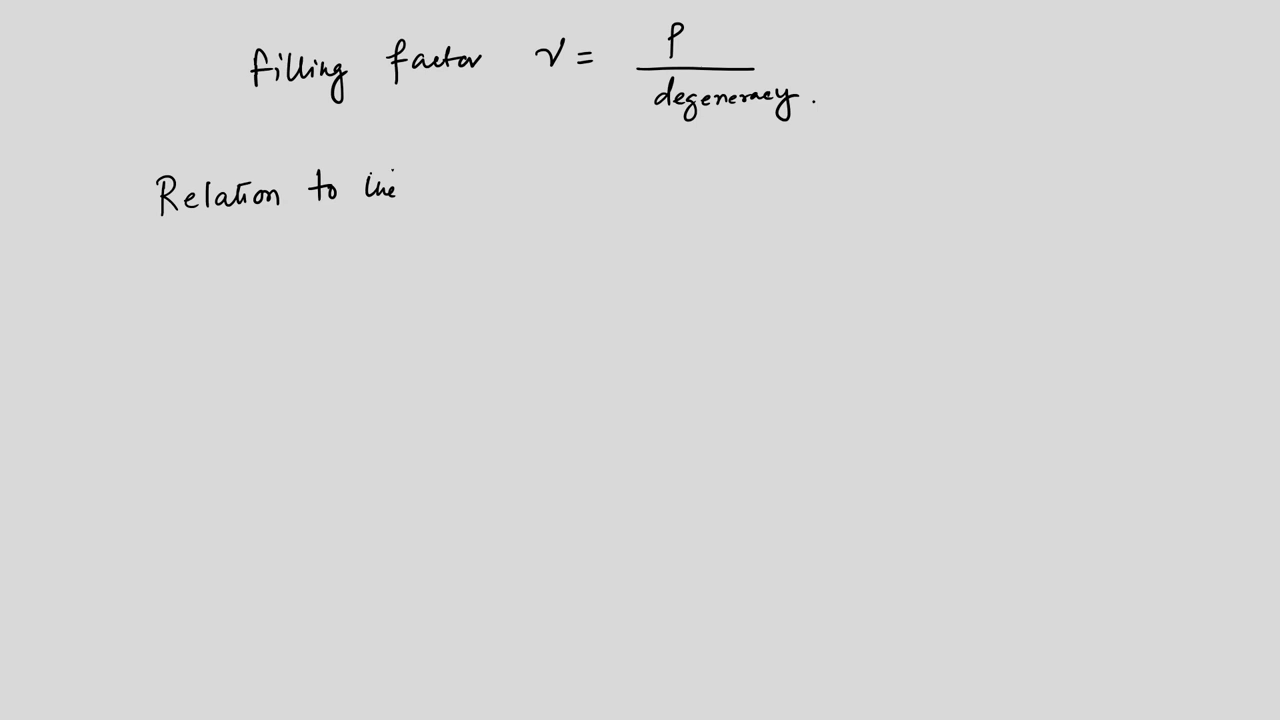 filling factor ν = ρ / degeneracy.
Relation to the